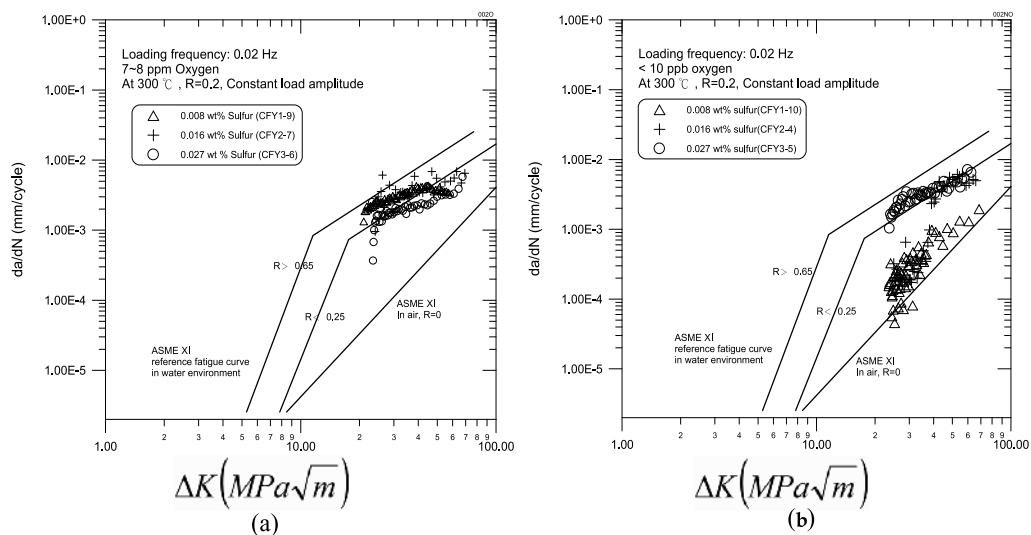 002O
1.00E+0
1.00E-1
1.00E-2
1.00E-3
1.00E-4
1.00E-5
da/dN (mm/cycle)
Loading frequency: 0.02 Hz
7~8 ppm Oxygen
At 300 ℃ , R=0.2, Constant load amplitude
0.008 wt% Sulfur (CFY1-9)
0.016 wt% Sulfur (CFY2-7)
0.027 wt % Sulfur (CFY3-6)
R> 0.65
R< 0.25
ASME XI
In air, R=0
ASME XI
reference fatigue curve
in water environment
2 3 4 5 6 7 8 9 2 3 4 5 6 7 8 9
1.00 10.00 100.00
ΔK(MPa√m)
(a)
002NO
1.00E+0
1.00E-1
1.00E-2
1.00E-3
1.00E-4
1.00E-5
da/dN (mm/cycle)
Loading frequency: 0.02 Hz
< 10 ppb oxygen
At 300 ℃ , R=0.2, Constant load amplitude
0.008 wt% sulfur(CFY1-10)
0.016 wt% sulfur(CFY2-4)
0.027 wt% sulfur(CFY3-5)
R> 0.65
R< 0.25
ASME XI
reference fatigue curve
in water environment
ASME XI
In air, R=0
2 3 4 5 6 7 8 9 2 3 4 5 6 7 8 9
1.00 10.00 100.00
ΔK(MPa√m)
(b)